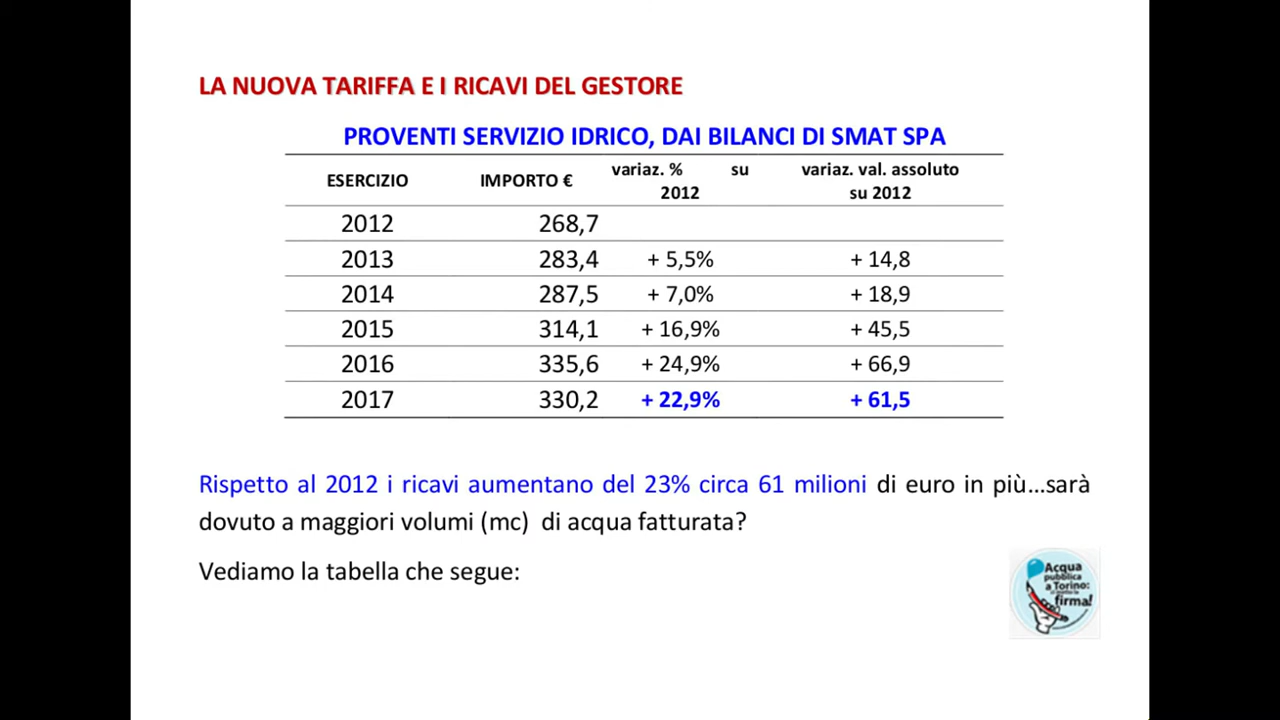 LA NUOVA TARIFFA E I RICAVI DEL GESTORE
PROVENTI SERVIZIO IDRICO, DAI BILANCI DI SMAT SPA
ESERCIZIO IMPORTO € variaz. % su 2012 variaz. val. assoluto su 2012
2012 268,7
2013 283,4 + 5,5% + 14,8
2014 287,5 + 7,0% + 18,9
2015 314,1 + 16,9% + 45,5
2016 335,6 + 24,9% + 66,9
2017 330,2 + 22,9% + 61,5
Rispetto al 2012 i ricavi aumentano del 23% circa 61 milioni di euro in più...sarà
dovuto a maggiori volumi (mc) di acqua fatturata?
Vediamo la tabella che segue:
Acqua
pubblica
a Torino:
firma!